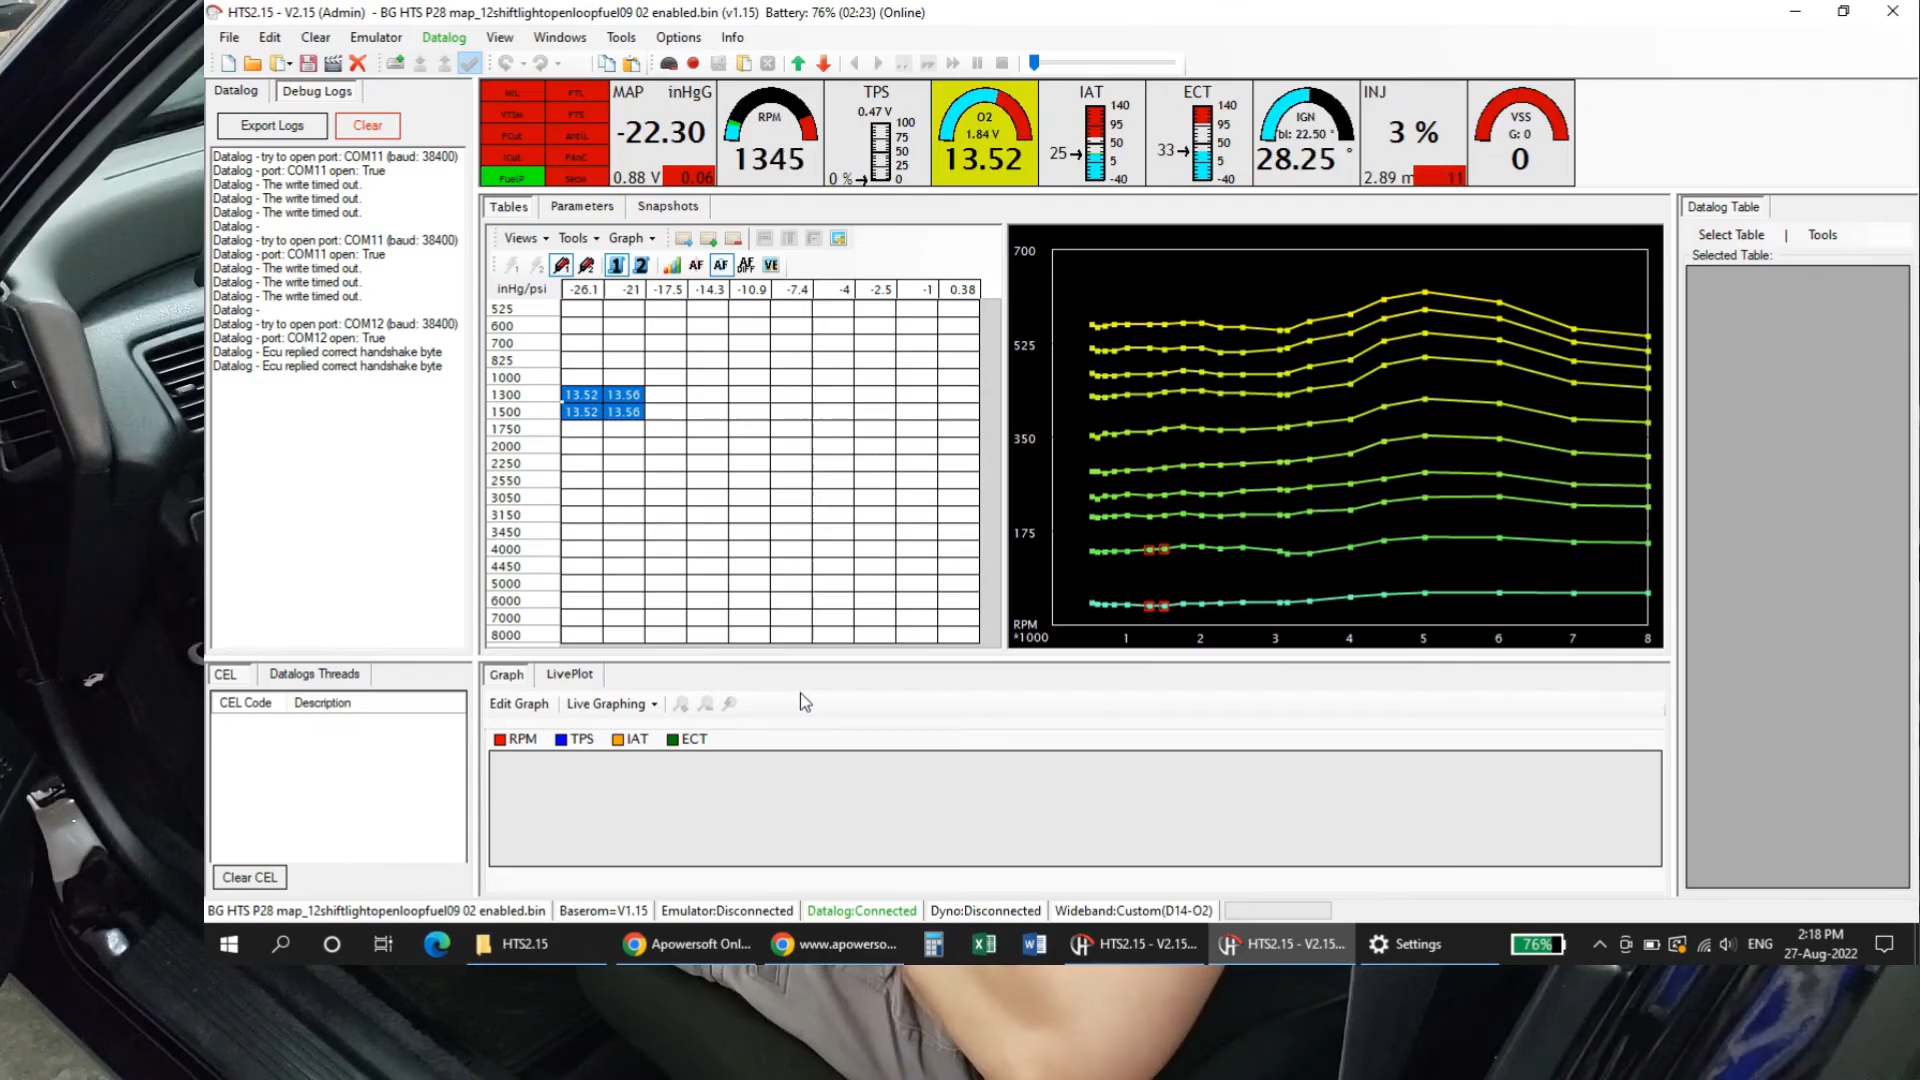 HTS2.15 - V2.15 (Admin) - BG HTS P28 map_12shiftlightopenloopfuel09 02 enabled.bin (v1.15) Battery: 76% (02:23) (Online)
File Edit Clear Emulator Datalog View Windows Tools Options Info
Datalog Debug Logs
Export Logs Clear
Datalog - try to open port: COM11 (baud: 38400)
Datalog - port: COM11 open: True
Datalog - The write timed out.
Datalog - The write timed out.
Datalog - The write timed out.
Datalog -
Datalog - try to open port: COM11 (baud: 38400)
Datalog - port: COM11 open: True
Datalog - The write timed out.
Datalog - The write timed out.
Datalog - The write timed out.
Datalog -
Datalog - try to open port: COM12 (baud: 38400)
Datalog - port: COM12 open: True
Datalog - Ecu replied correct handshake byte
Datalog - Ecu replied correct handshake byte
FuelP
MAP inHgG
-22.30
0.88 V 0.06
RPM
1345
TPS
0.47 V
100
75
50
25
0
0 %
O2
1.84 V
13.52
IAT
140
95
50
5
-40
25
ECT
140
95
50
5
-40
33
IGN
bl: 22.50 °
28.25 °
INJ
3 %
2.89 m 11
VSS
G: 0
0
Tables Parameters Snapshots
Views Tools Graph
1 2 AF AF AF DIFF VE
inHg/psi -26.1 -21 -17.5 -14.3 -10.9 -7.4 -4 -2.5 -1 0.38
525
600
700
825
1000
1300 13.52 13.56
1500 13.52 13.56
1750
2000
2250
2550
3050
3150
3450
4000
4450
5000
6000
7000
8000
700
525
350
175
RPM
*1000 1 2 3 4 5 6 7 8
Datalog Table
Select Table | Tools
Selected Table:
CEL Datalogs Threads
CEL Code Description
Clear CEL
Graph LivePlot
Edit Graph Live Graphing
RPM TPS IAT ECT
BG HTS P28 map_12shiftlightopenloopfuel09 02 enabled.bin Baserom=V1.15 Emulator:Disconnected Datalog:Connected Dyno:Disconnected Wideband:Custom(D14-O2)
HTS2.15 Apowersoft Onl... www.apowerso... HTS2.15 - V2.15... HTS2.15 - V2.15... Settings 76% ENG
2:18 PM
27-Aug-2022